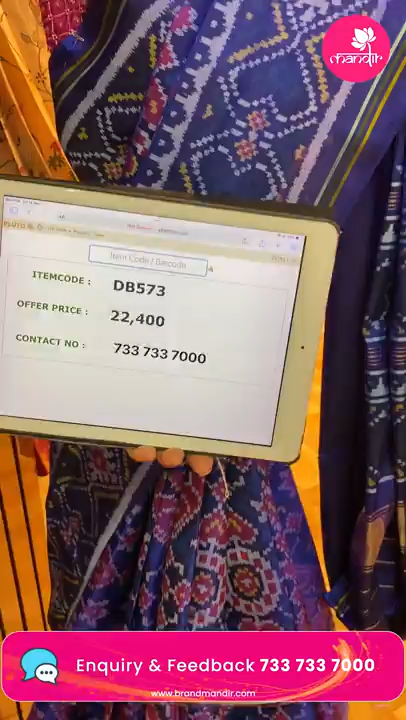 mandir
Item Code / Barcode
ITEMCODE : DB573
OFFER PRICE : 22,400
CONTACT NO : 733 733 7000
Enquiry & Feedback 733 733 7000
www.brandmandir.com